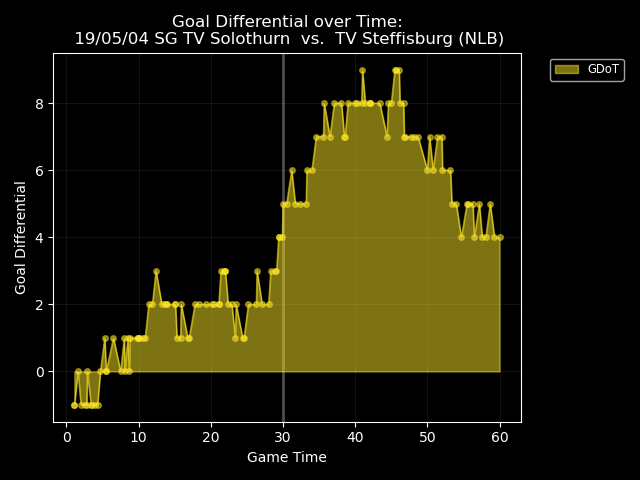 Goal Differential over Time:
19/05/04 SG TV Solothurn  vs.  TV Steffisburg (NLB)
GDoT
Goal Differential
8
6
4
2
0
0 10 20 30 40 50 60
Game Time